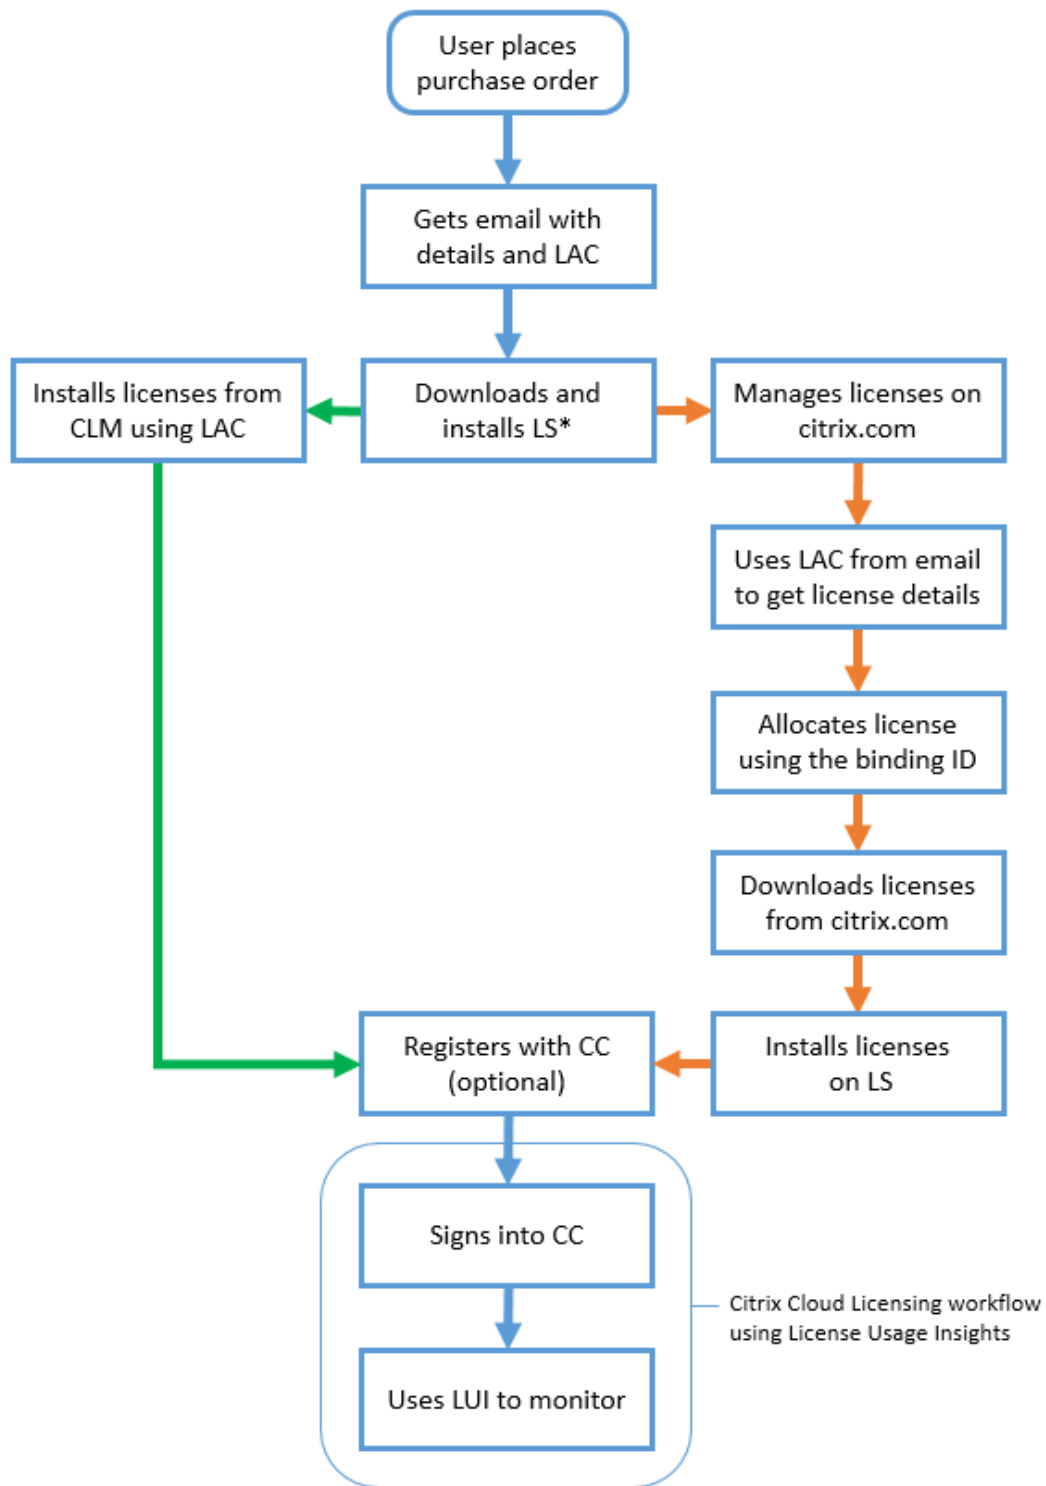 User places
purchase order
Gets email with
details and LAC
Installs licenses from
CLM using LAC
Downloads and
installs LS*
Manages licenses on
citrix.com
Uses LAC from email
to get license details
Allocates license
using the binding ID
Downloads licenses
from citrix.com
Registers with CC
(optional)
Installs licenses
on LS
Signs into CC
Citrix Cloud Licensing workflow
using License Usage Insights
Uses LUI to monitor